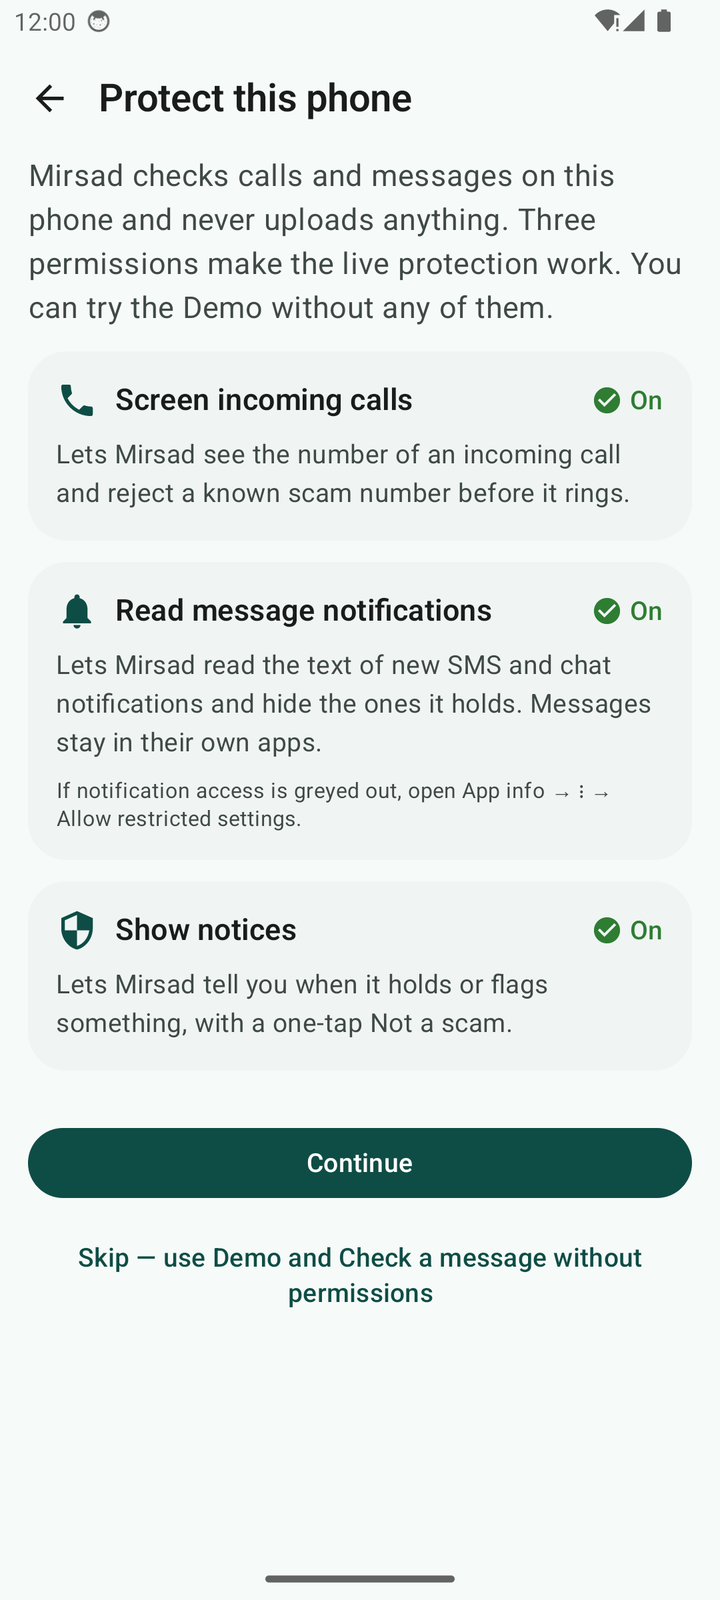 12:00
Protect this phone
Mirsad checks calls and messages on this
phone and never uploads anything. Three
permissions make the live protection work. You
can try the Demo without any of them.
Screen incoming calls
On
Lets Mirsad see the number of an incoming call
and reject a known scam number before it rings.
Read message notifications
On
Lets Mirsad read the text of new SMS and chat
notifications and hide the ones it holds. Messages
stay in their own apps.
If notification access is greyed out, open App info → ⋮ →
Allow restricted settings.
Show notices
On
Lets Mirsad tell you when it holds or flags
something, with a one-tap Not a scam.
Continue
Skip — use Demo and Check a message without
permissions